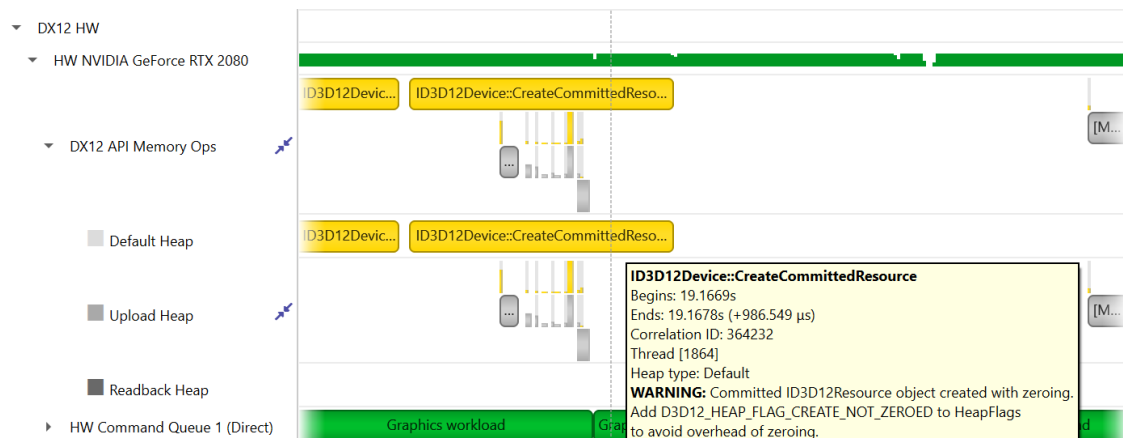 DX12 HW
HW NVIDIA GeForce RTX 2080
ID3D12Devic...
ID3D12Device::CreateCommittedReso...
DX12 API Memory Ops
...
[M...
Default Heap
ID3D12Devic...
ID3D12Device::CreateCommittedReso...
Upload Heap
...
[M...
ID3D12Device::CreateCommittedResource
Begins: 19.1669s
Ends: 19.1678s (+986.549 μs)
Correlation ID: 364232
Thread [1864]
Heap type: Default
WARNING: Committed ID3D12Resource object created with zeroing.
Add D3D12_HEAP_FLAG_CREATE_NOT_ZEROED to HeapFlags
to avoid overhead of zeroing.
Readback Heap
HW Command Queue 1 (Direct)
Graphics workload
Grap
d